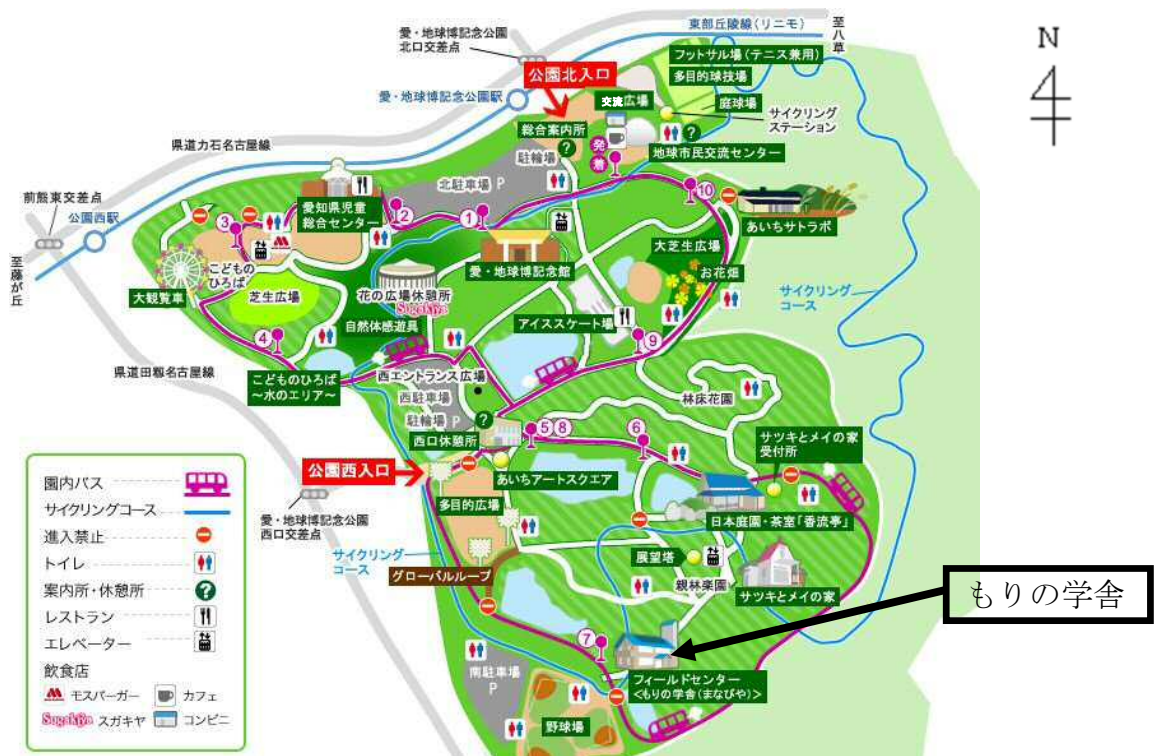 東部丘陵線(リニモ)
至八草
N
愛・地球博記念公園
北口交差点
フットサル場(テニス兼用)
多目的球技場
公園北入口
愛・地球博記念公園駅
交流広場
庭球場
サイクリング
ステーション
総合案内所
発
着
地球市民交流センター
県道力石名古屋線
駐輪場
北駐車場 P
前熊東交差点
公園西駅
愛知県児童
総合センター
2
1
10
あいちサトラボ
3
至藤が丘
こどもの
ひろば
愛・地球博記念館
大芝生広場
お花畑
大観覧車
芝生広場
花の広場休憩所
Sugakiya
サイクリング
コース
自然体感遊具
アイススケート場
4
9
県道田籾名古屋線
こどものひろば
~水のエリア~
西エントランス広場
西駐車場
駐輪場 P
林床花園
西口休憩所
5
8
6
サツキとメイの家
受付所
公園西入口
あいちアートスクエア
多目的広場
日本庭園・茶室「香流亭」
愛・地球博記念公園
西口交差点
サイクリング
コース
展望塔
グローバルループ
親林楽園
サツキとメイの家
もりの学舎
7
南駐車場
P
フィールドセンター
<もりの学舎(まなびや)>
野球場
園内バス
サイクリングコース
進入禁止
トイレ
案内所・休憩所
?
レストラン
エレベーター
飲食店
モスバーガー
カフェ
Sugakiya スガキヤ
コンビニ